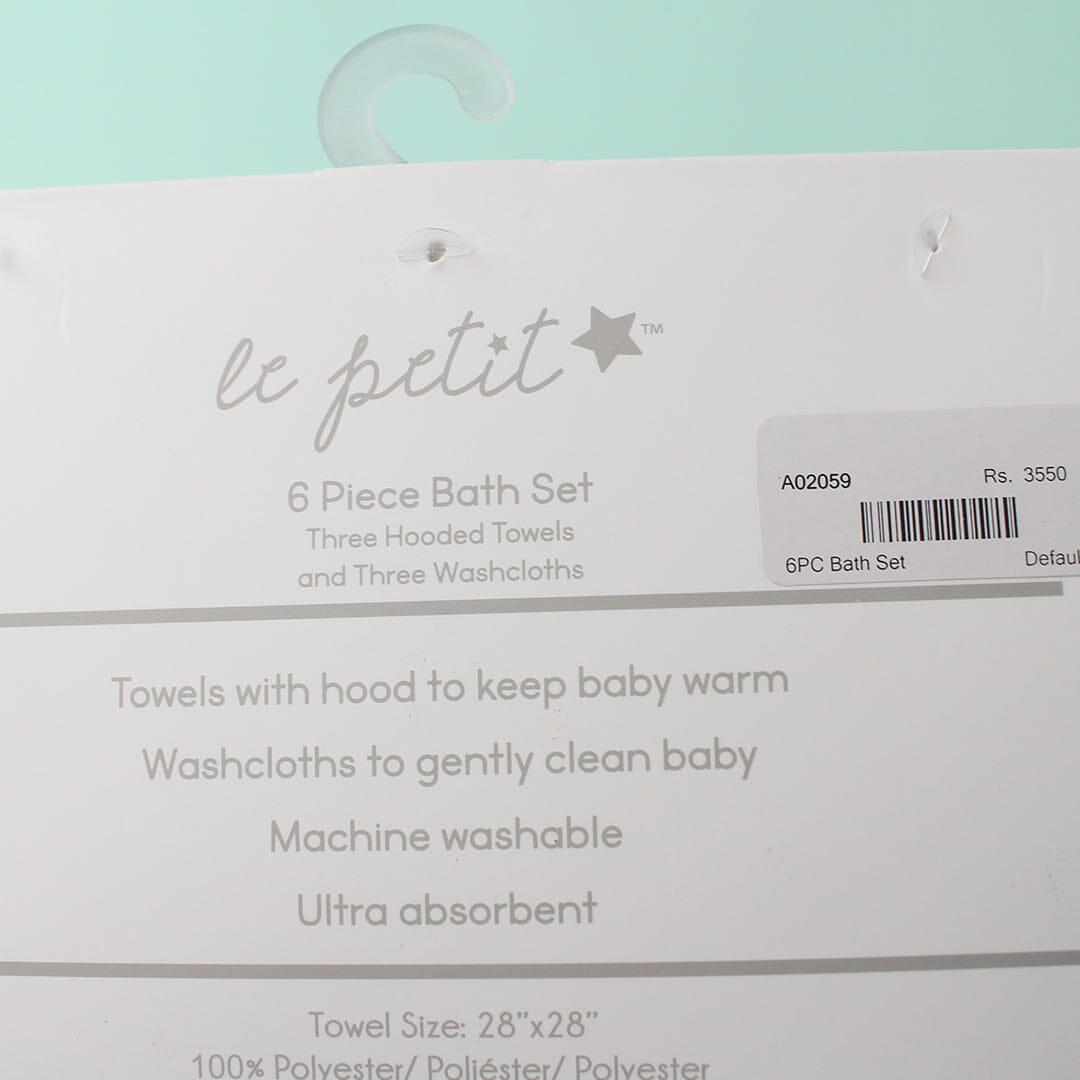 le petit ™
6 Piece Bath Set
Three Hooded Towels
and Three Washcloths
A02059 Rs. 3550
6PC Bath Set Defaul
Towels with hood to keep baby warm
Washcloths to gently clean baby
Machine washable
Ultra absorbent
Towel Size: 28”x28”
100% Polyester/ Poliéster/ Polyester